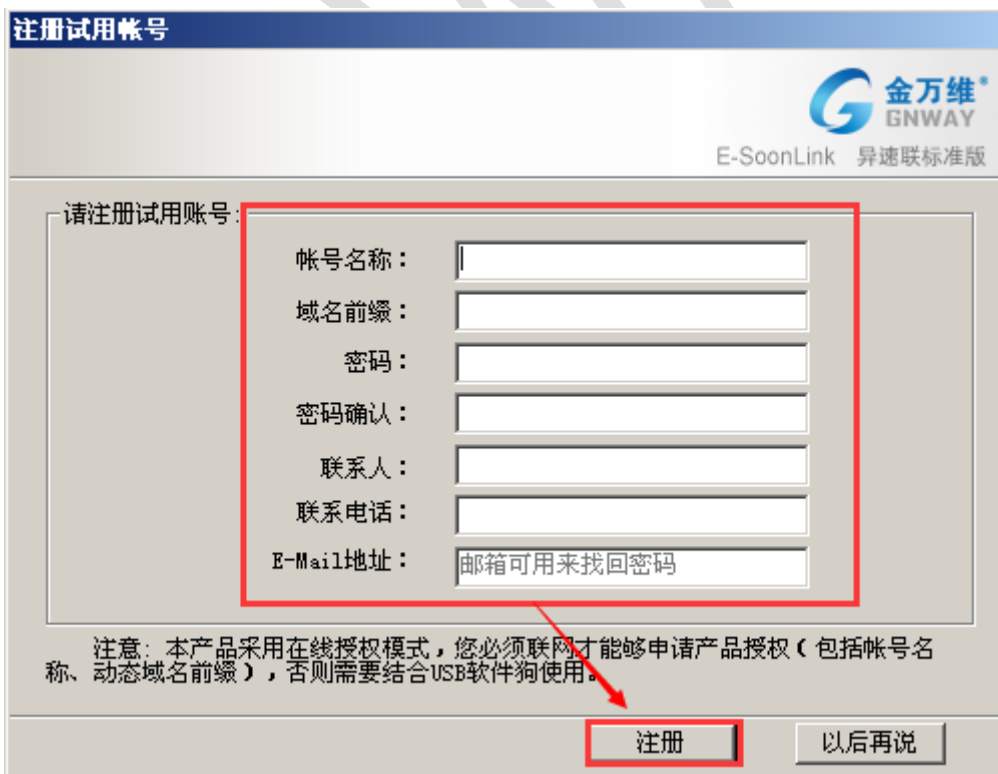 注册试用帐号
金万维®
GNWAY
E-SoonLink 异速联标准版
请注册试用账号:
帐号名称：
域名前缀：
密码：
密码确认：
联系人：
联系电话：
E-Mail地址： 邮箱可用来找回密码
注意: 本产品采用在线授权模式，您必须联网才能够申请产品授权（包括帐号名
称、动态域名前缀），否则需要结合USB软件狗使用。
注册 以后再说